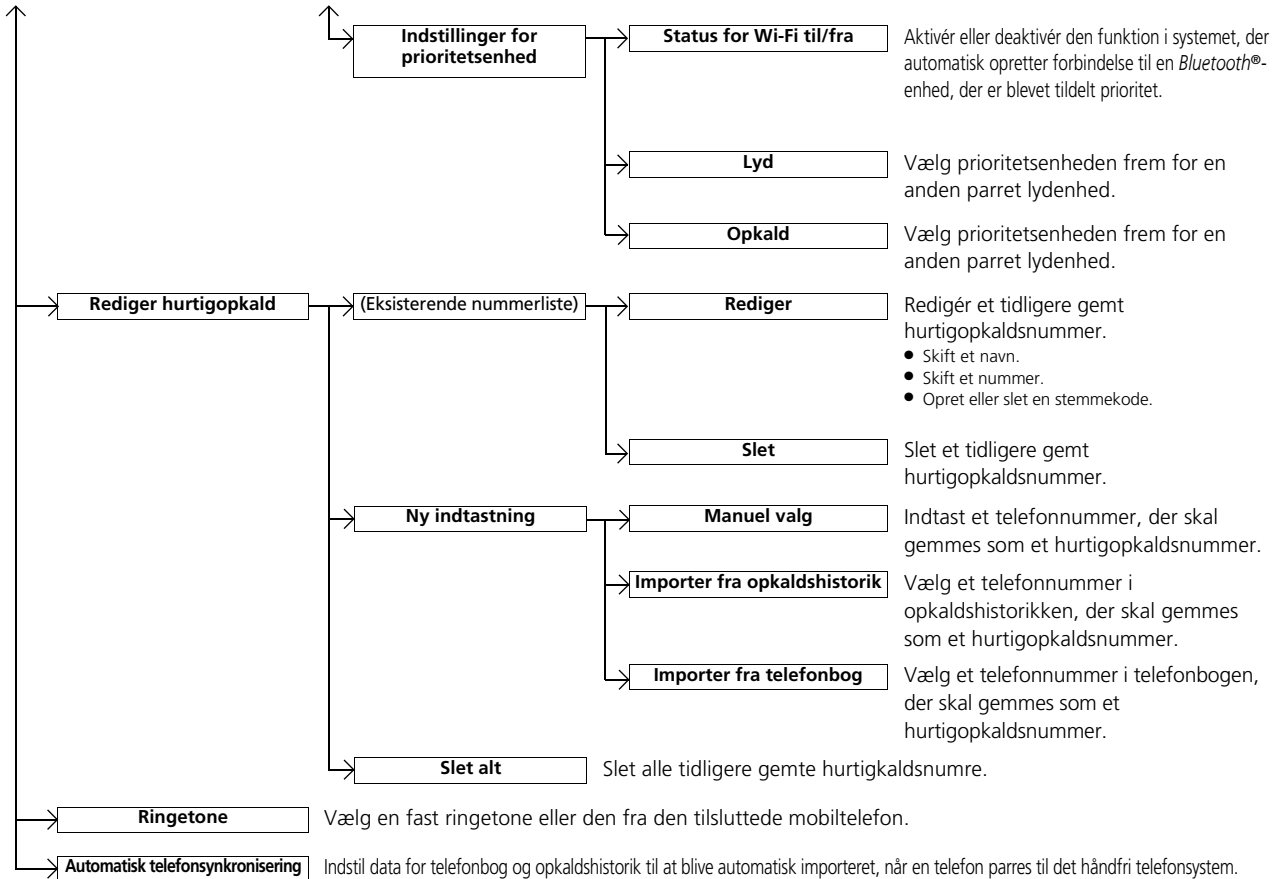 Indstillinger for
prioritetsenhed
Status for Wi-Fi til/fra
Aktivér eller deaktivér den funktion i systemet, der
automatisk opretter forbindelse til en Bluetooth®-
enhed, der er blevet tildelt prioritet.
Lyd
Vælg prioritetsenheden frem for en
anden parret lydenhed.
Opkald
Vælg prioritetsenheden frem for en
anden parret lydenhed.
Rediger hurtigopkald
(Eksisterende nummerliste)
Rediger
Redigér et tidligere gemt
hurtigopkaldsnummer.
● Skift et navn.
● Skift et nummer.
● Opret eller slet en stemmekode.
Slet
Slet et tidligere gemt
hurtigopkaldsnummer.
Ny indtastning
Manuel valg
Indtast et telefonnummer, der skal
gemmes som et hurtigopkaldsnummer.
Importer fra opkaldshistorik
Vælg et telefonnummer i
opkaldshistorikken, der skal gemmes
som et hurtigopkaldsnummer.
Importer fra telefonbog
Vælg et telefonnummer i telefonbogen,
der skal gemmes som et
hurtigopkaldsnummer.
Slet alt
Slet alle tidligere gemte hurtigkaldsnumre.
Ringetone
Vælg en fast ringetone eller den fra den tilsluttede mobiltelefon.
Automatisk telefonsynkronisering
Indstil data for telefonbog og opkaldshistorik til at blive automatisk importeret, når en telefon parres til det håndfri telefonsystem.